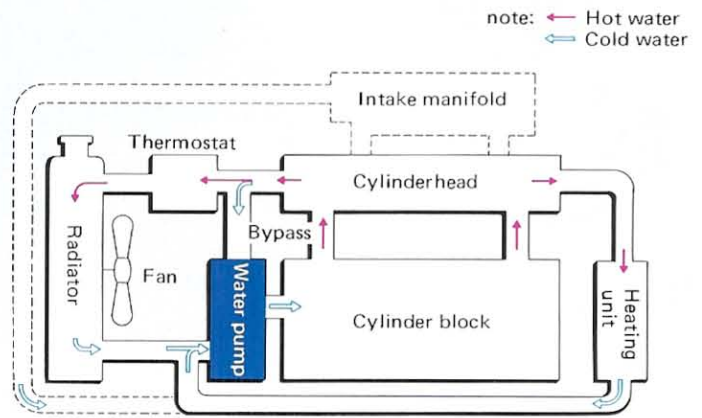 note: Hot water
Cold water
Intake manifold
Thermostat
Cylinderhead
Bypass
Radiator
Fan
Water pump
Cylinder block
Heating
unit